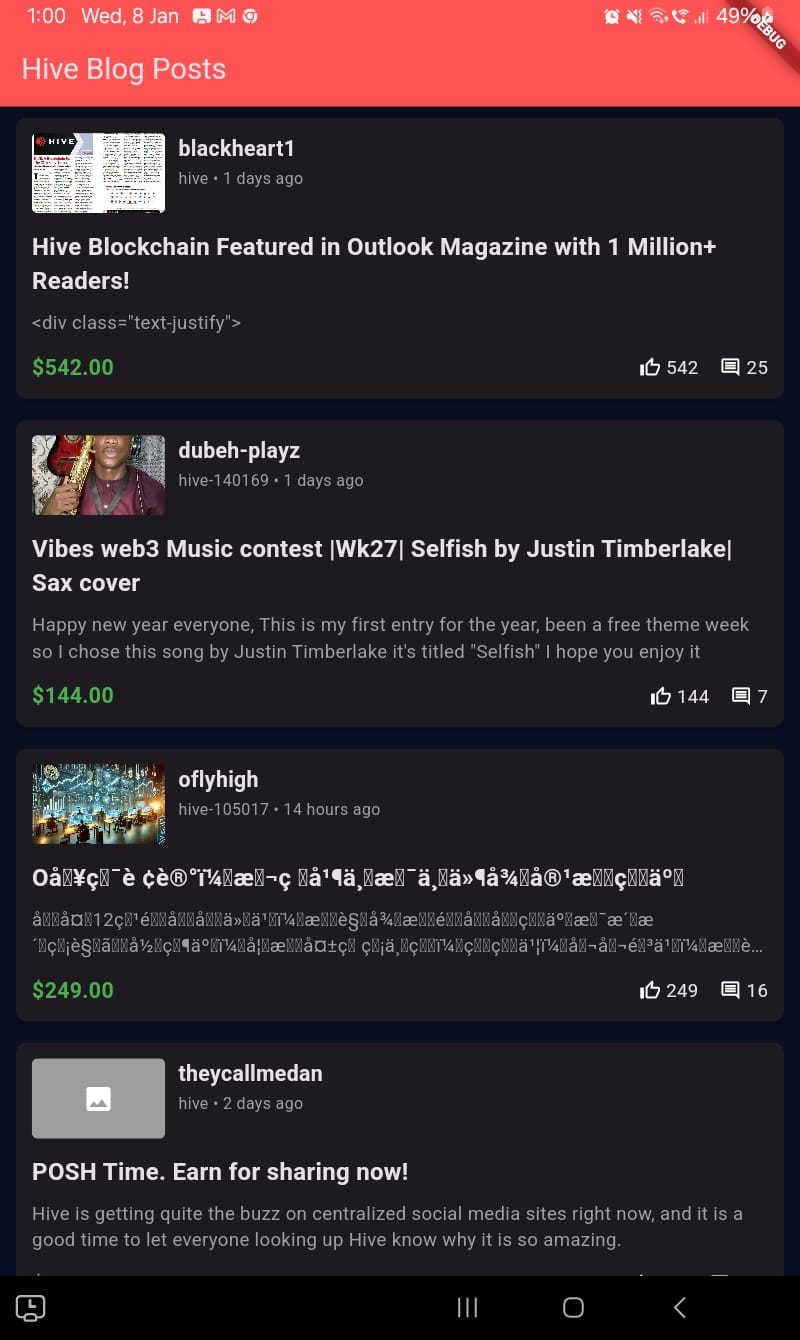 1:00 Wed, 8 Jan
49%
DEBUG
Hive Blog Posts
HIVE
blackheart1
hive • 1 days ago
Hive Blockchain Featured in Outlook Magazine with 1 Million+
Readers!
<div class="text-justify">
$542.00
542
25
dubeh-playz
hive-140169 • 1 days ago
Vibes web3 Music contest |Wk27| Selfish by Justin Timberlake|
Sax cover
Happy new year everyone, This is my first entry for the year, been a free theme week
so I chose this song by Justin Timberlake it's titled "Selfish" I hope you enjoy it
$144.00
144
7
oflyhigh
hive-105017 • 14 hours ago
$249.00
249
16
theycallmedan
hive • 2 days ago
POSH Time. Earn for sharing now!
Hive is getting quite the buzz on centralized social media sites right now, and it is a
good time to let everyone looking up Hive know why it is so amazing.